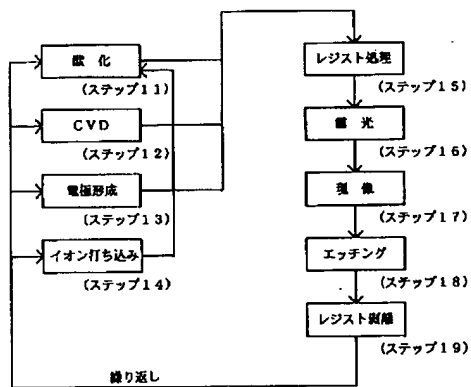 酸化
(ステップ11)
CVD
(ステップ12)
電極形成
(ステップ13)
イオン打ち込み
(ステップ14)
レジスト処理
(ステップ15)
露光
(ステップ16)
現像
(ステップ17)
エッチング
(ステップ18)
レジスト剥離
(ステップ19)
繰り返し